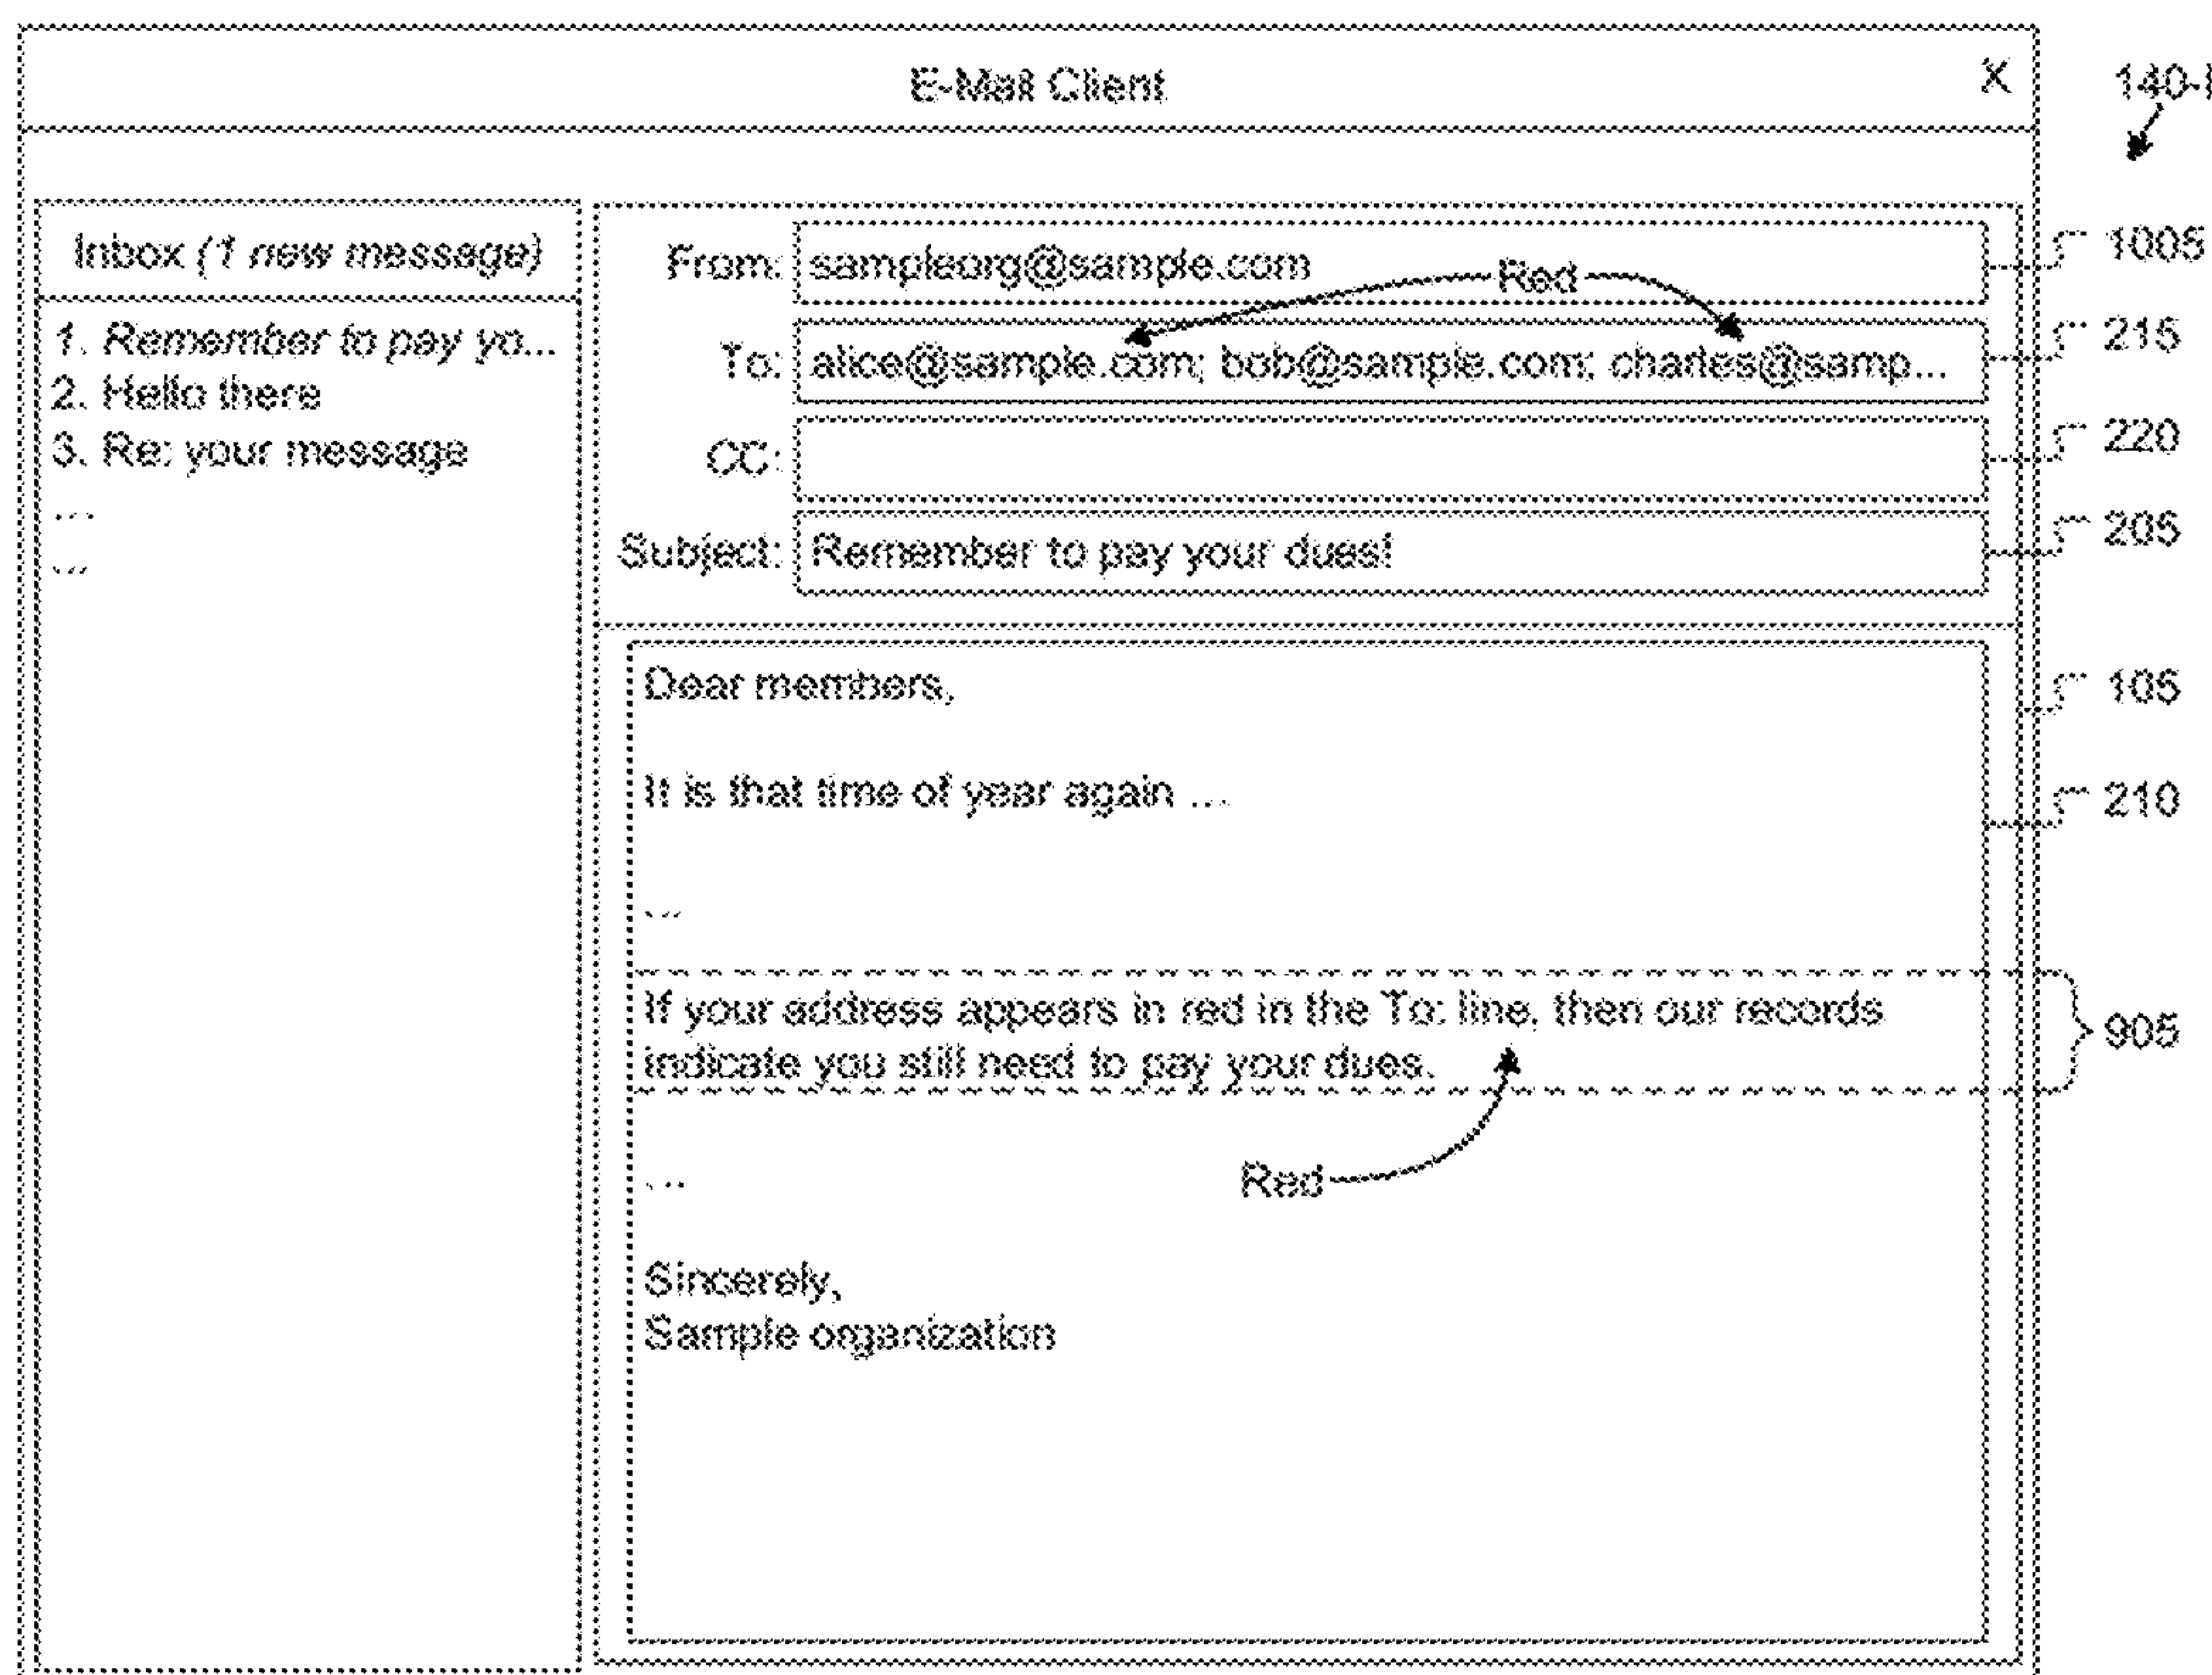 E-Mail Client X
140-
Inbox (1 new message)
1. Remember to pay yo...
2. Hello there
3. Re: your message
...
...
From: sampleorg@sample.com
1005
Red
To: alice@sample.com; bob@sample.com; charles@samp...
215
CC:
220
Subject: Remember to pay your dues!
205
Dear members,
105
It is that time of year again ...
210
...
If your address appears in red in the To: line, then our records
indicate you still need to pay your dues.
905
Red
...
Sincerely,
Sample organization